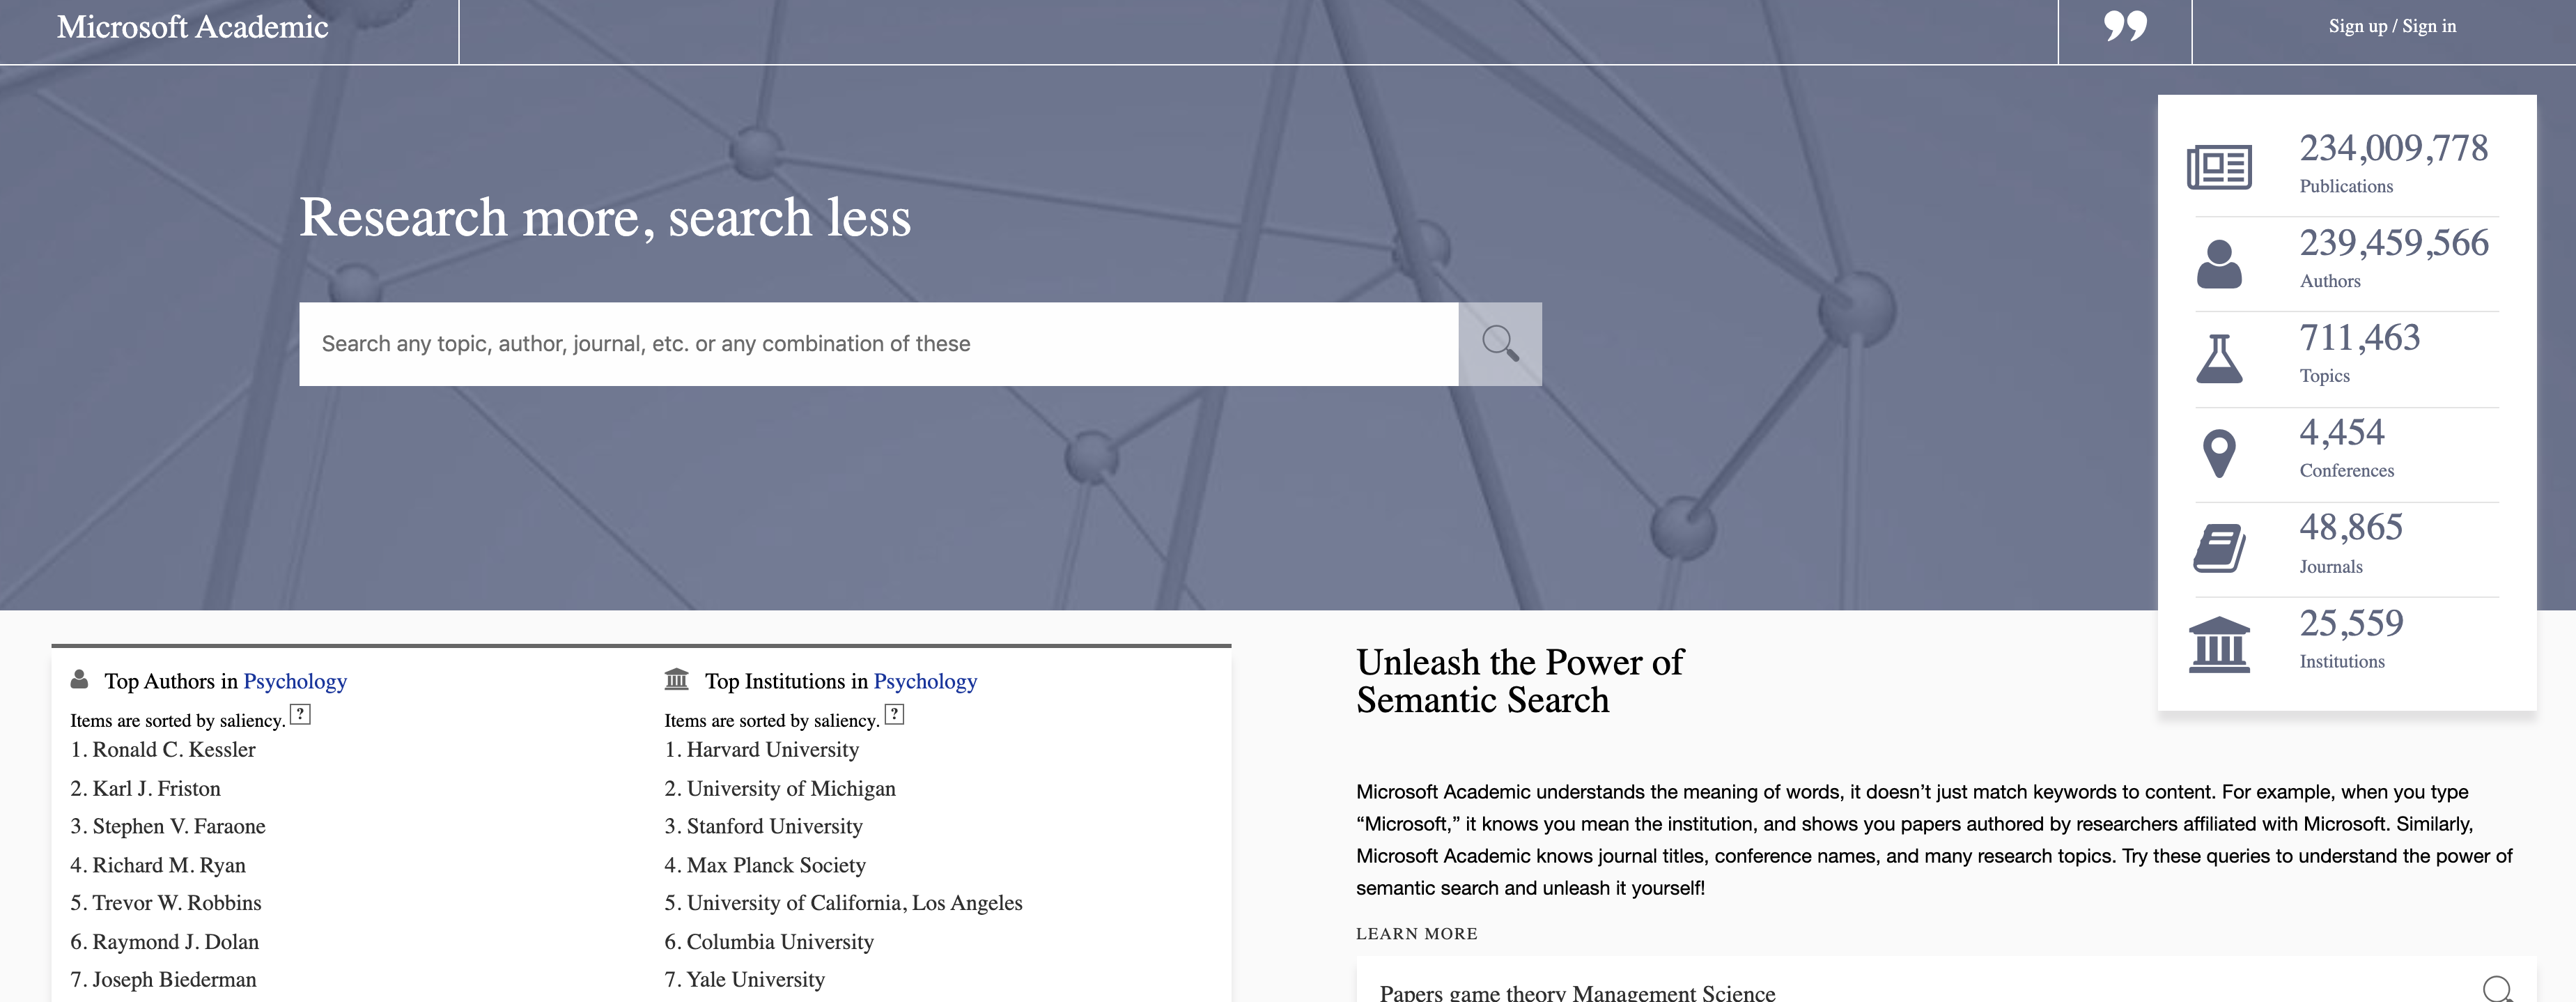 Microsoft Academic
Sign up / Sign in
Research more, search less
Search any topic, author, journal, etc. or any combination of these
234,009,778
Publications
239,459,566
Authors
711,463
Topics
4,454
Conferences
48,865
Journals
25,559
Institutions
Top Authors in Psychology
Items are sorted by saliency. ?
1. Ronald C. Kessler
2. Karl J. Friston
3. Stephen V. Faraone
4. Richard M. Ryan
5. Trevor W. Robbins
6. Raymond J. Dolan
7. Joseph Biederman
Top Institutions in Psychology
Items are sorted by saliency. ?
1. Harvard University
2. University of Michigan
3. Stanford University
4. Max Planck Society
5. University of California, Los Angeles
6. Columbia University
7. Yale University
Unleash the Power of
Semantic Search
Microsoft Academic understands the meaning of words, it doesn’t just match keywords to content. For example, when you type
“Microsoft,” it knows you mean the institution, and shows you papers authored by researchers affiliated with Microsoft. Similarly,
Microsoft Academic knows journal titles, conference names, and many research topics. Try these queries to understand the power of
semantic search and unleash it yourself!
LEARN MORE
Papers game theory Management Science